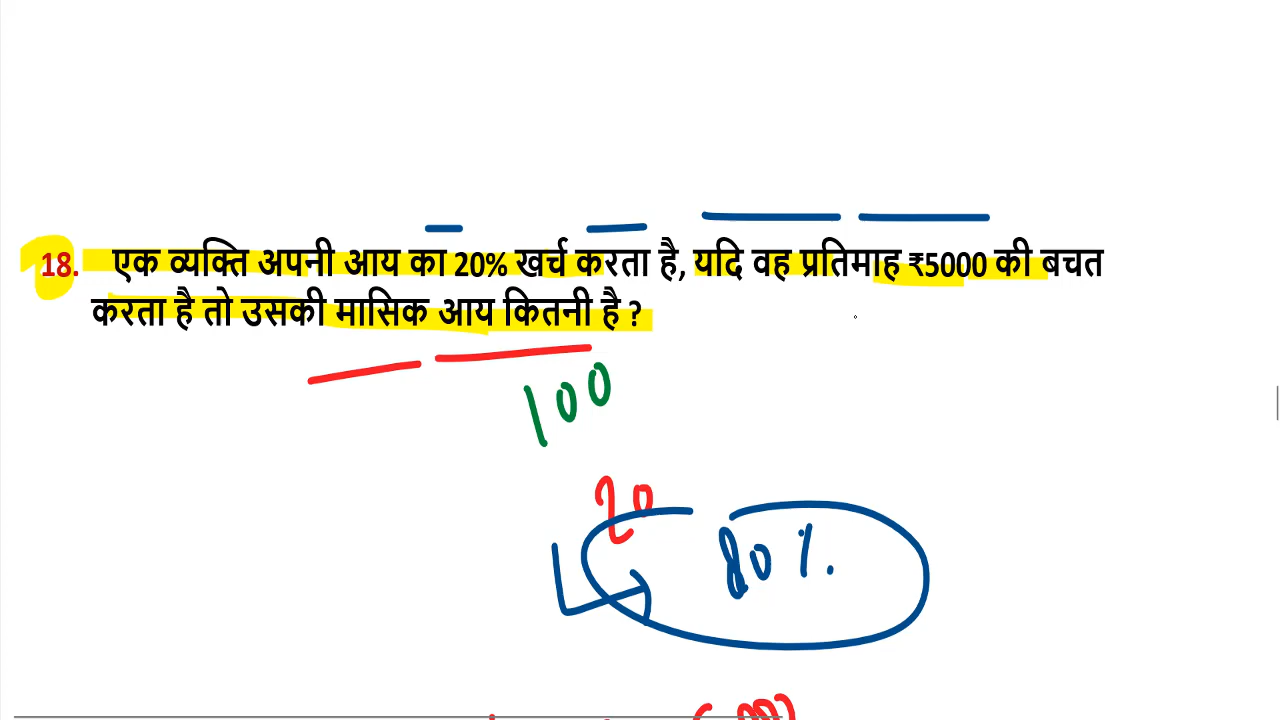 18. एक व्यक्ति अपनी आय का 20% खर्च करता है, यदि वह प्रतिमाह ₹5000 की बचत
करता है तो उसकी मासिक आय कितनी है ?
100
20
80 %.